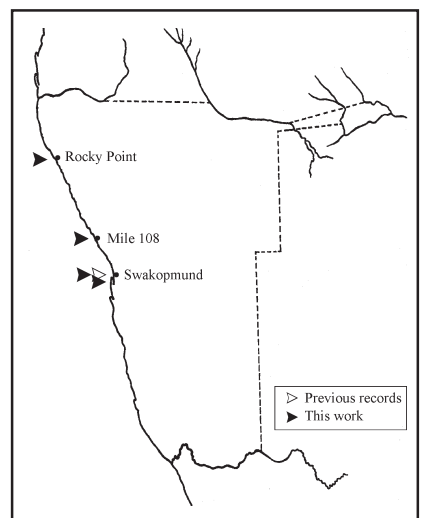 Rocky Point
Mile 108
Swakopmund
Previous records
This work